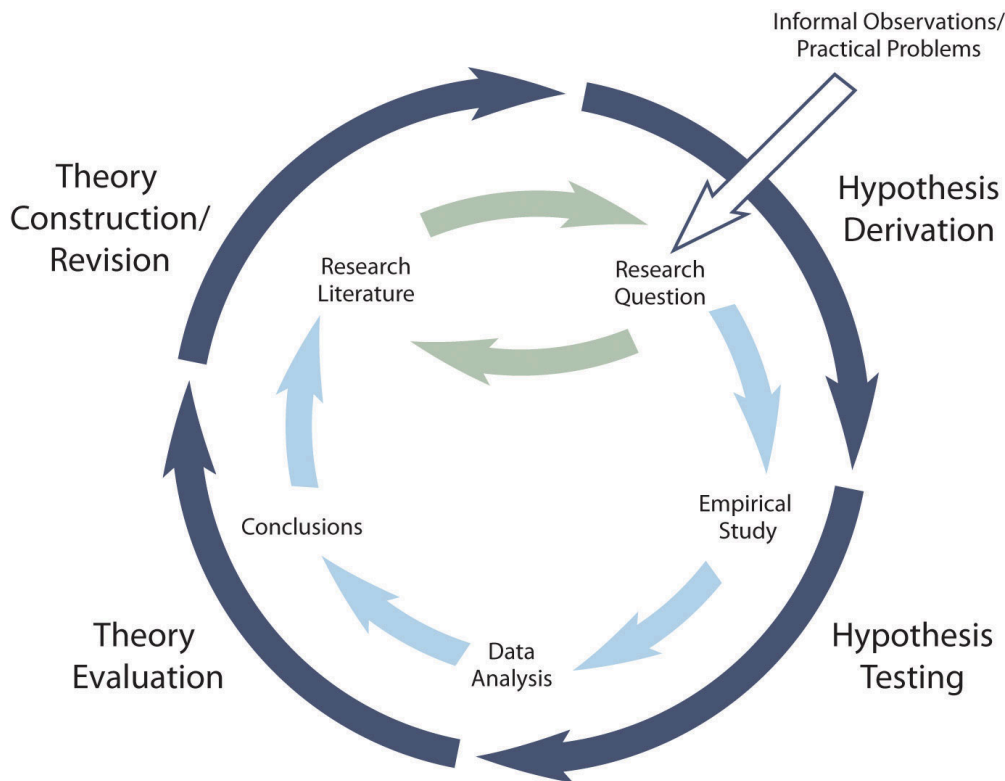 Informal Observations/
Practical Problems
Theory
Construction/
Revision
Hypothesis
Derivation
Research
Literature
Research
Question
Empirical
Study
Conclusions
Data
Analysis
Theory
Evaluation
Hypothesis
Testing